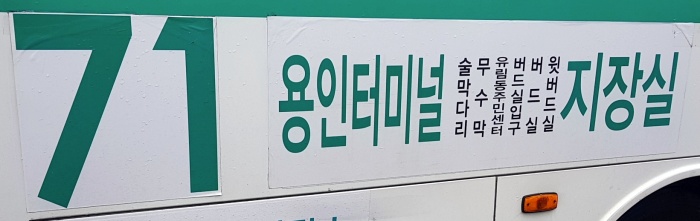 71
용인터미널
술막다리
무수막
유림동주민센터
버드실입구
버드실
윗버드실
지장실